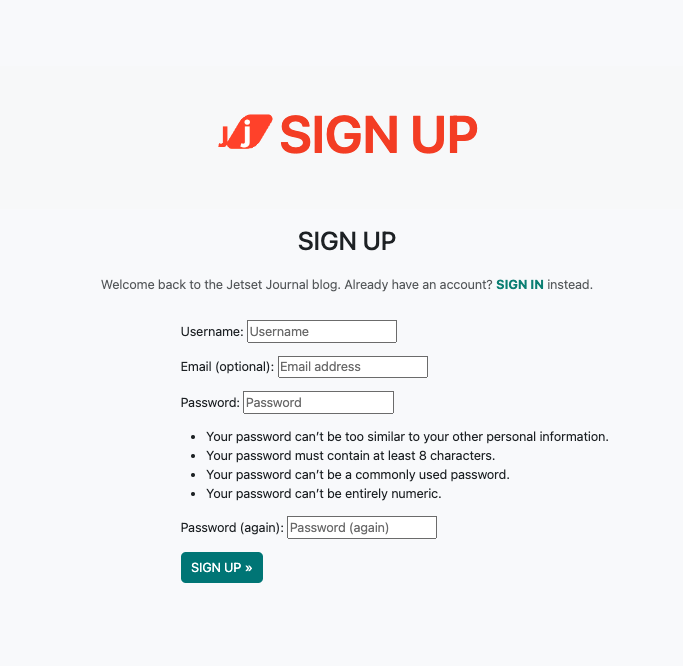 Jj SIGN UP
SIGN UP
Welcome back to the Jetset Journal blog. Already have an account? SIGN IN instead.
Username: Username
Email (optional): Email address
Password: Password
• Your password can’t be too similar to your other personal information.
• Your password must contain at least 8 characters.
• Your password can’t be a commonly used password.
• Your password can’t be entirely numeric.
Password (again): Password (again)
SIGN UP »